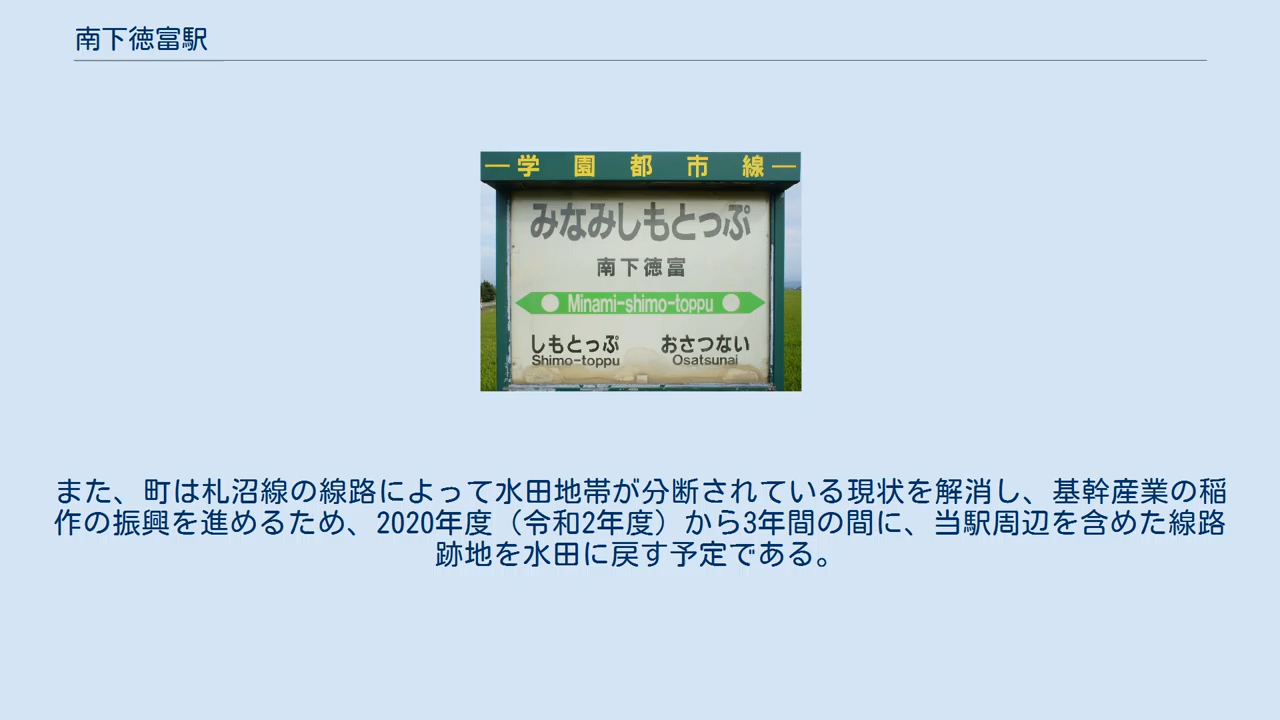 南下徳富駅
学園都市線
みなみしもとっぷ
南下徳富
Minami-shimo-toppu
しもとっぷ おさつない
Shimo-toppu Osatsunai
また、町は札沼線の線路によって水田地帯が分断されている現状を解消し、基幹産業の稲
作の振興を進めるため、2020年度（令和2年度）から3年間の間に、当駅周辺を含めた線路
跡地を水田に戻す予定である。